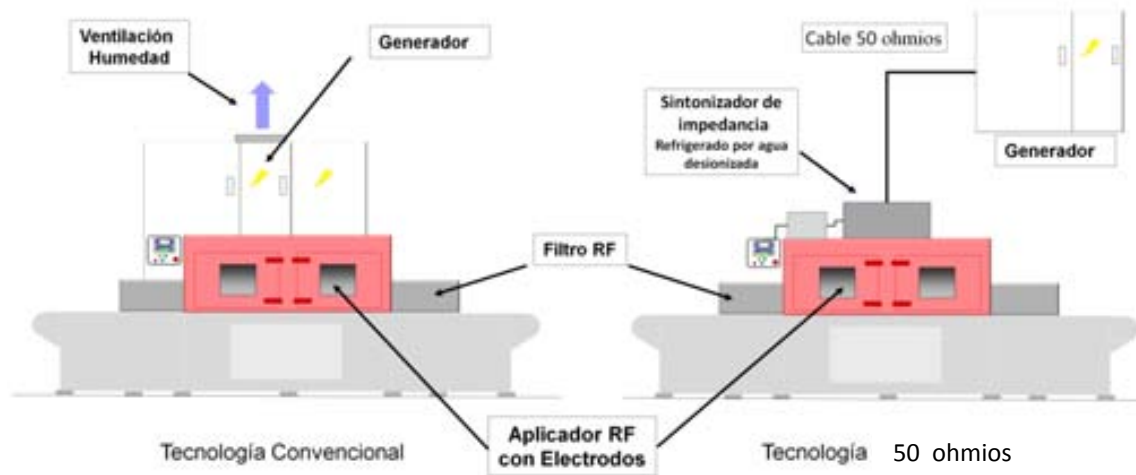 Ventilación
Humedad
Generador
Cable 50 ohmios
Sintonizador de
impedancia
Refrigerado por agua
desionizada
Generador
Filtro RF
Aplicador RF
con Electrodos
Tecnología Convencional
Tecnología 50 ohmios